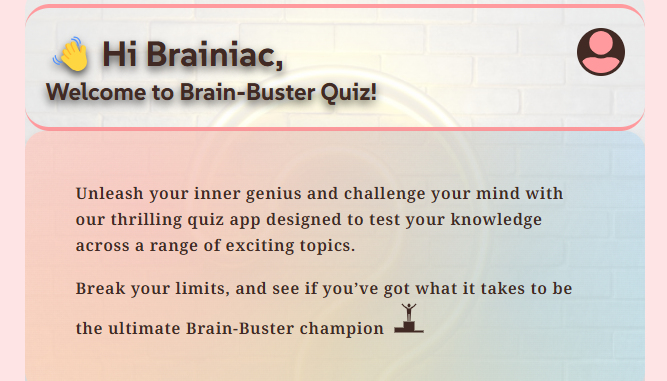 👋 Hi Brainiac,
Welcome to Brain-Buster Quiz!
Unleash your inner genius and challenge your mind with
our thrilling quiz app designed to test your knowledge
across a range of exciting topics.
Break your limits, and see if you’ve got what it takes to be
the ultimate Brain-Buster champion